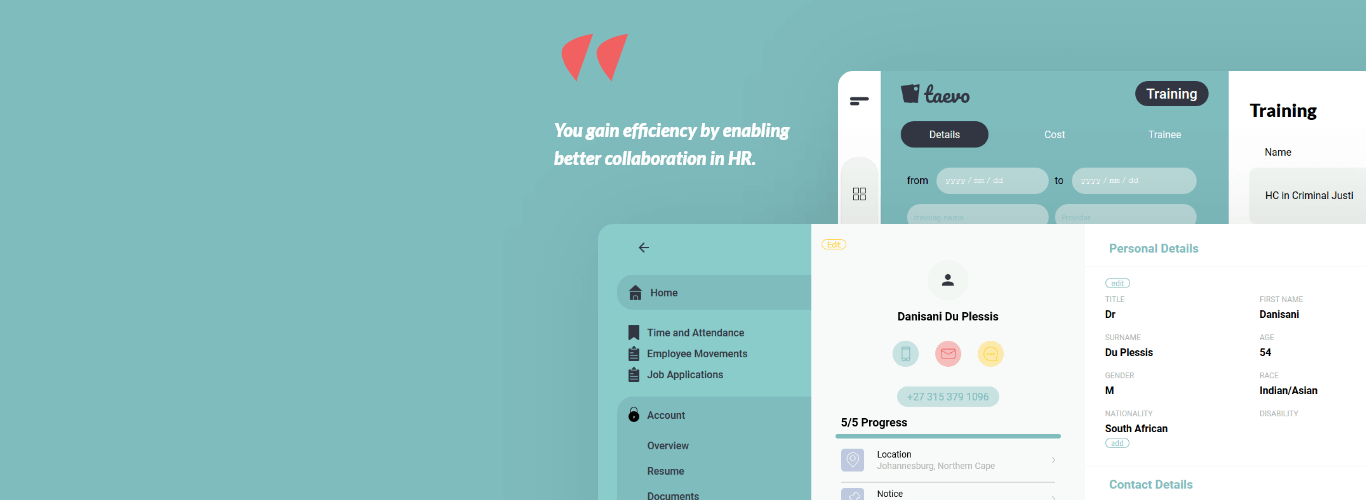 You gain efficiency by enabling
better collaboration in HR.
taevo
Training
Details
Cost
Trainee
from
yyyy / mm / dd
to
yyyy / mm / dd
Training name
Provider
Training
Name
HC in Criminal Justi
Home
Time and Attendance
Employee Movements
Job Applications
Account
Overview
Resume
Documents
Edit
Danisani Du Plessis
+27 315 379 1096
5/5 Progress
Location
Johannesburg, Northern Cape
Notice
Personal Details
edit
TITLE
FIRST NAME
Dr
Danisani
SURNAME
AGE
Du Plessis
54
GENDER
RACE
M
Indian/Asian
NATIONALITY
DISABILITY
South African
add
Contact Details